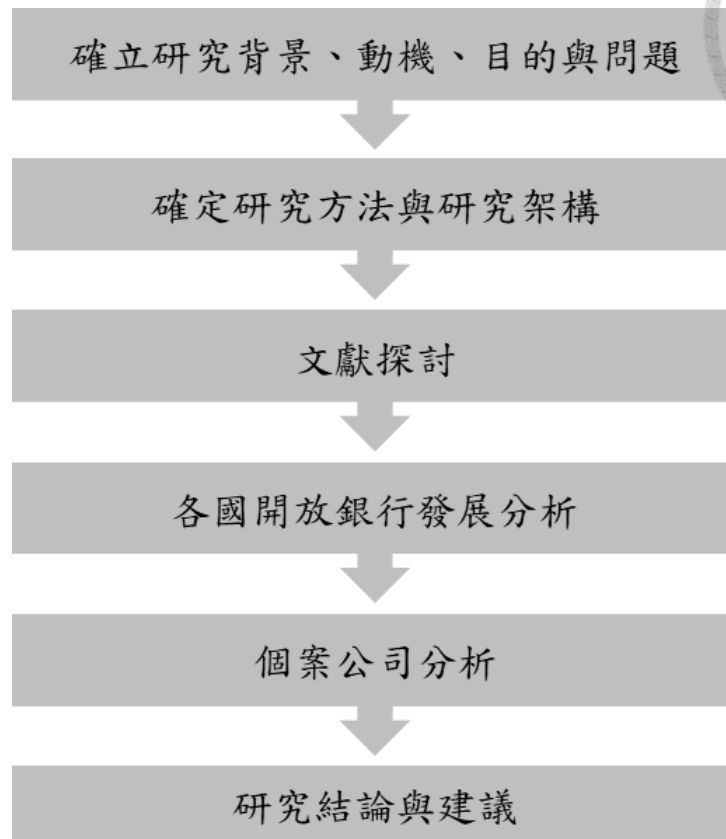 確立研究背景、動機、目的與問題
確定研究方法與研究架構
文獻探討
各國開放銀行發展分析
個案公司分析
研究結論與建議